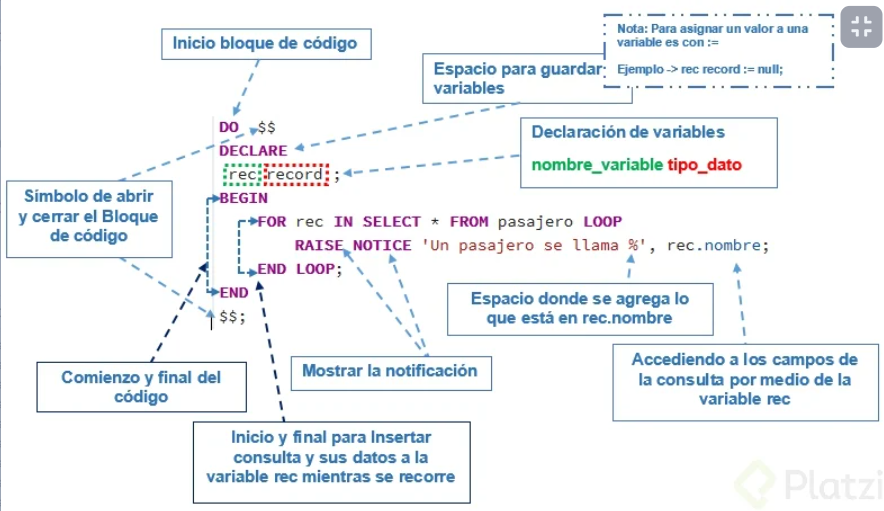 Inicio bloque de código
Nota: Para asignar un valor a una
variable es con :=
Ejemplo -> rec record := null;
Espacio para guardar
variables
DO $$
DECLARE
rec record ;
BEGIN
FOR rec IN SELECT * FROM pasajero LOOP
RAISE NOTICE 'Un pasajero se llama %', rec.nombre;
END LOOP;
END
$$;
Declaración de variables
nombre_variable tipo_dato
Símbolo de abrir
y cerrar el Bloque
de código
Espacio donde se agrega lo
que está en rec.nombre
Comienzo y final del
código
Mostrar la notificación
Accediendo a los campos de
la consulta por medio de la
variable rec
Inicio y final para Insertar
consulta y sus datos a la
variable rec mientras se recorre
Platzi